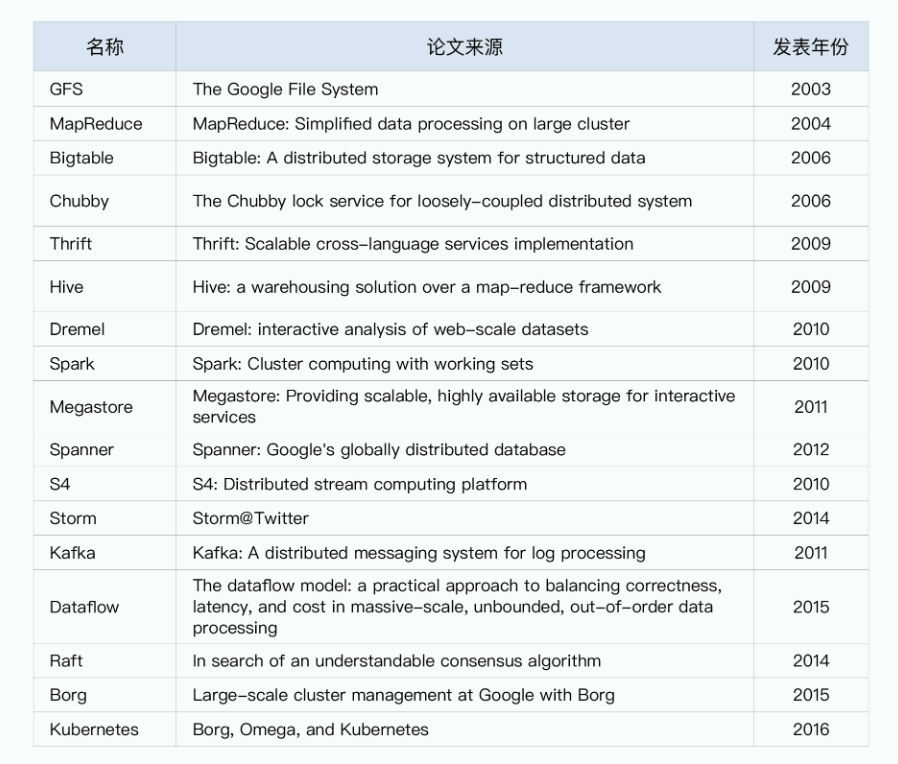 名称 论文来源 发表年份
GFS The Google File System 2003
MapReduce MapReduce: Simplified data processing on large cluster 2004
Bigtable Bigtable: A distributed storage system for structured data 2006
Chubby The Chubby lock service for loosely-coupled distributed system 2006
Thrift Thrift: Scalable cross-language services implementation 2009
Hive Hive: a warehousing solution over a map-reduce framework 2009
Dremel Dremel: interactive analysis of web-scale datasets 2010
Spark Spark: Cluster computing with working sets 2010
Megastore Megastore: Providing scalable, highly available storage for interactive
services 2011
Spanner Spanner: Google's globally distributed database 2012
S4 S4: Distributed stream computing platform 2010
Storm Storm@Twitter 2014
Kafka Kafka: A distributed messaging system for log processing 2011
Dataflow The dataflow model: a practical approach to balancing correctness,
latency, and cost in massive-scale, unbounded, out-of-order data
processing 2015
Raft In search of an understandable consensus algorithm 2014
Borg Large-scale cluster management at Google with Borg 2015
Kubernetes Borg, Omega, and Kubernetes 2016